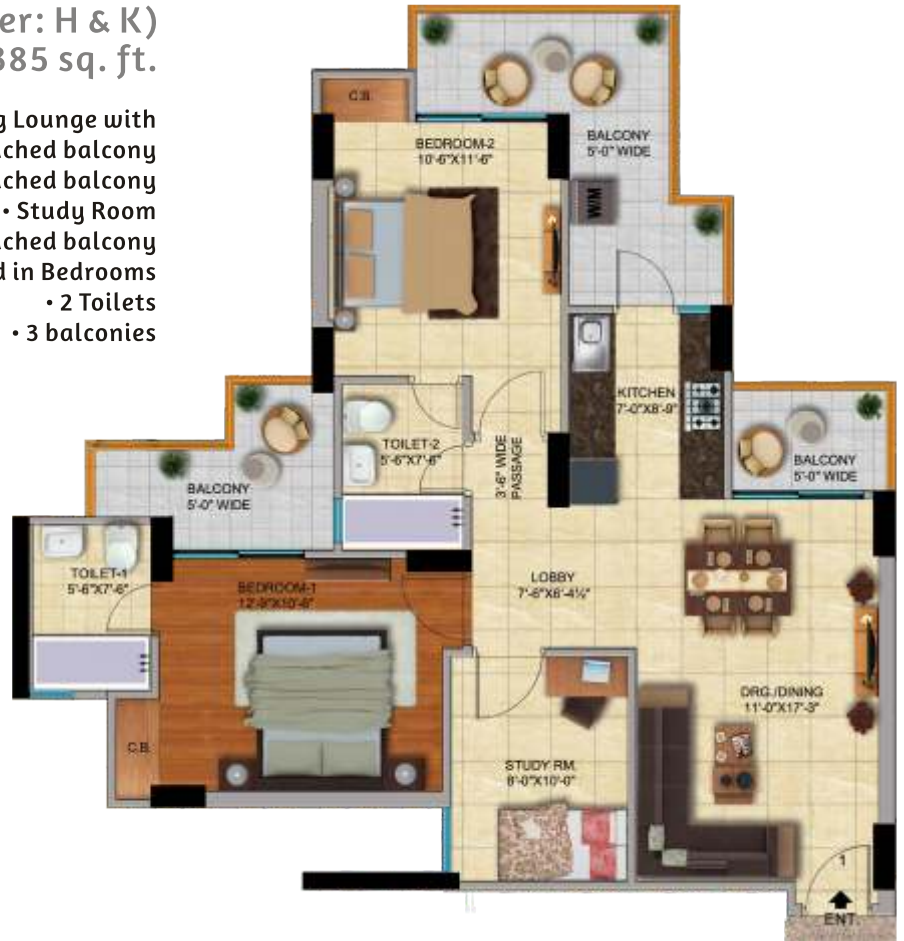 er: H & K)
385 sq. ft.
g Lounge with
ched balcony
ched balcony
• Study Room
ched balcony
d in Bedrooms
• 2 Toilets
• 3 balconies
C.B.
BEDROOM-2
10'-6"X11'-6"
BALCONY
5'-0" WIDE
W/M
KITCHEN
7'-0"X8'-9"
TOILET-2
5'-6"X7'-6"
3'-6" WIDE
PASSAGE
BALCONY
5'-0" WIDE
BALCONY
5'-0" WIDE
TOILET-1
5'-6"X7'-6"
BEDROOM-1
12'-9"X10'-6"
LOBBY
7'-6"X6'-4½"
DRG./DINING
11'-0"X17'-3"
C.B.
STUDY RM.
8'-0"X10'-0"
1
ENT.